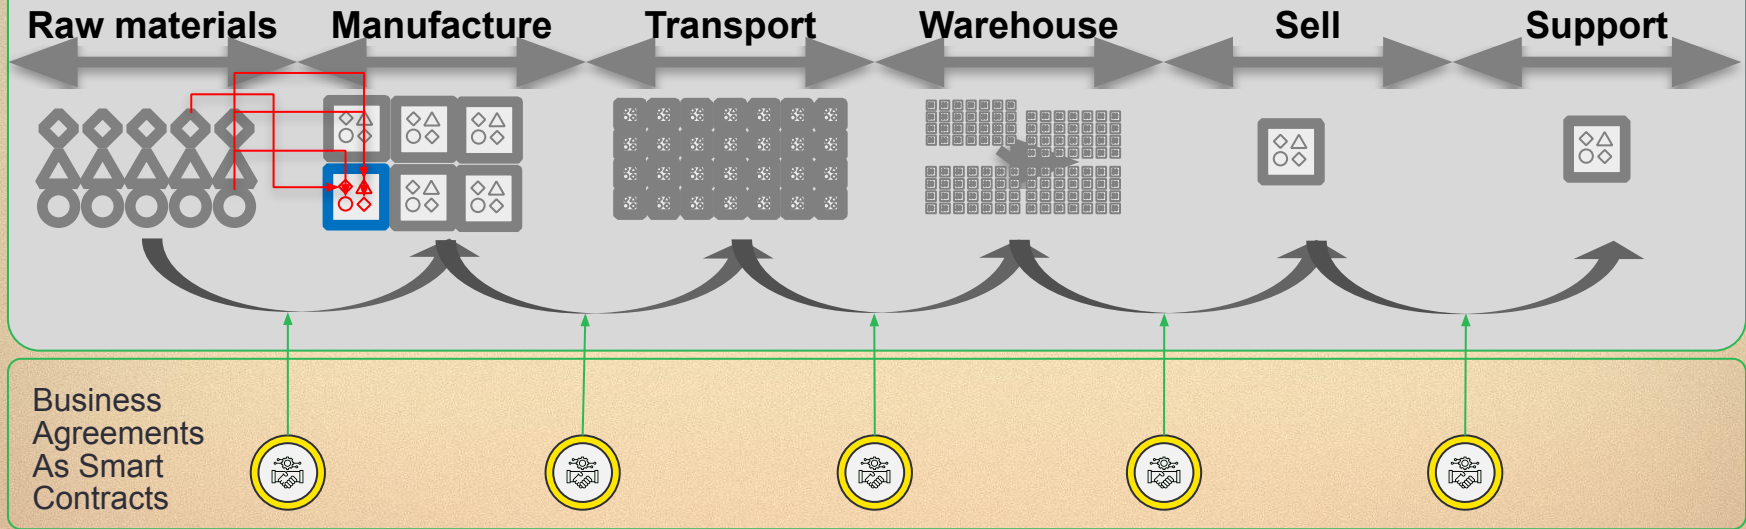 Raw materials Manufacture Transport Warehouse Sell Support
Business
Agreements
As Smart
Contracts